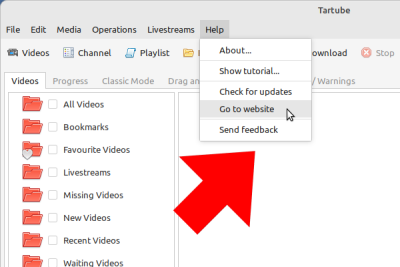 Tartube
File Edit Media Operations Livestreams Help
Videos Channel Playlist ownload Stop
About...
Show tutorial...
Check for updates
Go to website
Send feedback
Videos Progress Classic Mode Drag an / Warnings
All Videos
Bookmarks
Favourite Videos
Livestreams
Missing Videos
New Videos
Recent Videos
Waiting Videos